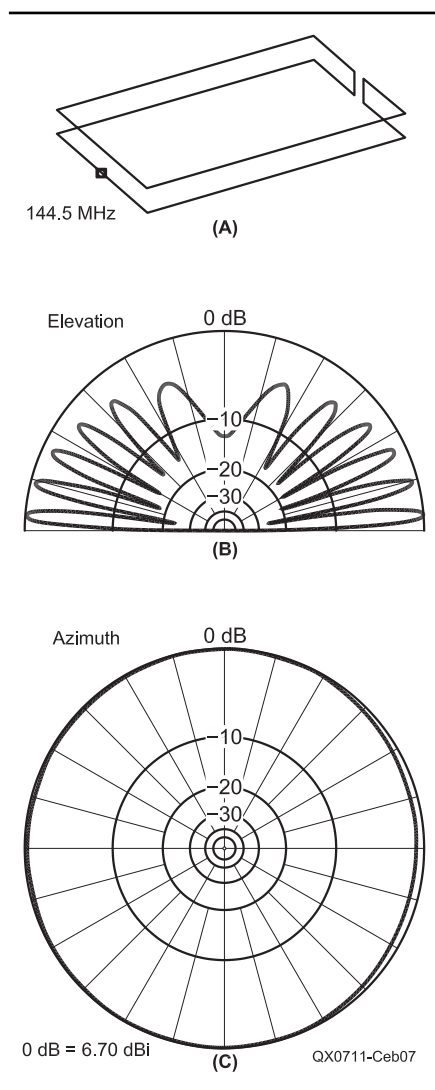 144.5 MHz
(A)
Elevation
0 dB
−10
−20
−30
(B)
Azimuth
0 dB
−10
−20
−30
0 dB = 6.70 dBi
(C)
QX0711-Ceb07